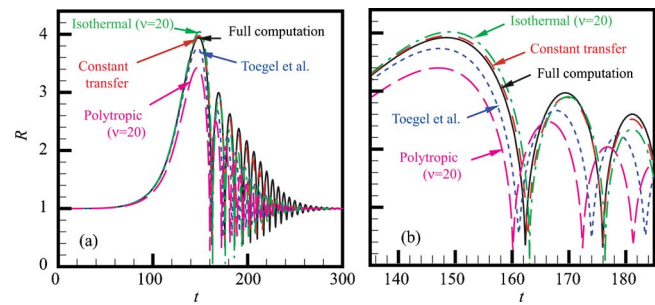 (a)
Isothermal (ν=20)
Full computation
Constant
transfer
Toegel et al.
Polytropic
(ν=20)
R
4
3
2
1
0
0
100
200
300
t
(b)
Isothermal (ν=20)
Constant transfer
Full computation
Toegel et al.
Polytropic
(ν=20)
140
150
160
170
180
t